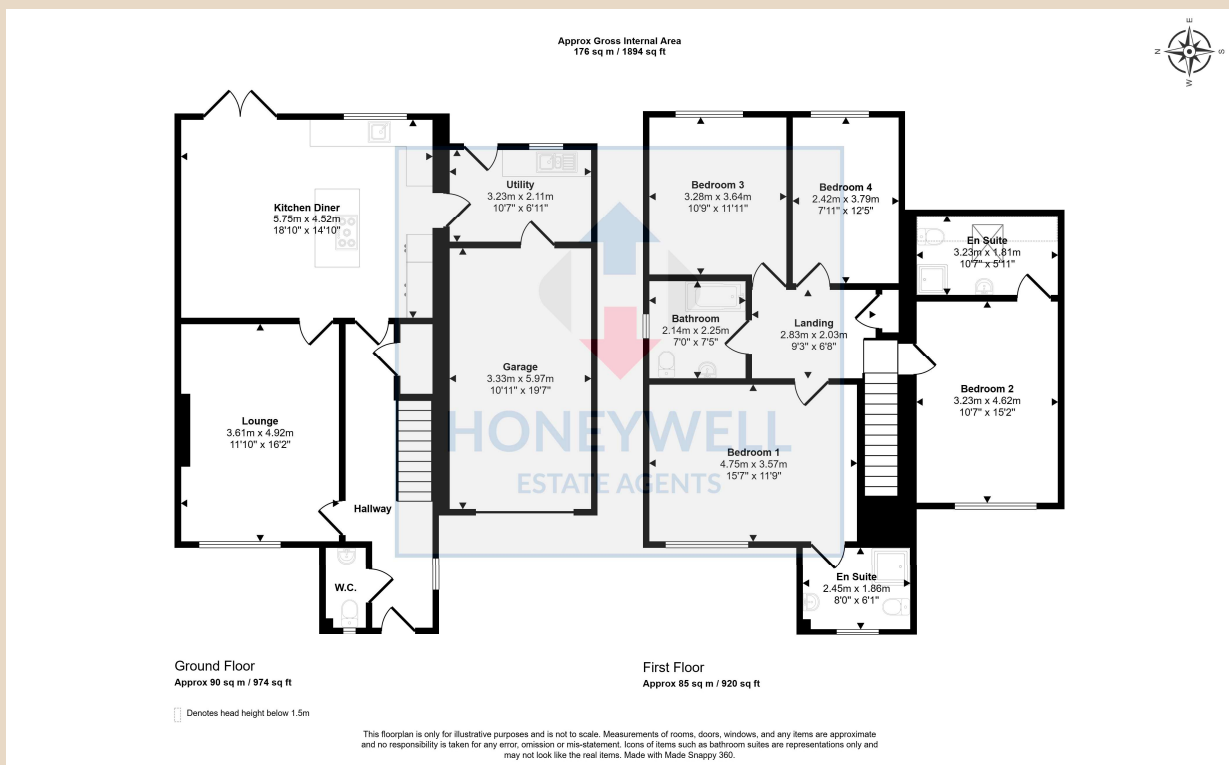 Approx Gross Internal Area
176 sq m / 1894 sq ft
E
N
S
W
Kitchen Diner
5.75m x 4.52m
18'10" x 14'10"
Utility
3.23m x 2.11m
10'7" x 6'11"
Garage
3.33m x 5.97m
10'11" x 19'7"
Lounge
3.61m x 4.92m
11'10" x 16'2"
Hallway
W.C.
Bedroom 3
3.28m x 3.64m
10'9" x 11'11"
Bedroom 4
2.42m x 3.79m
7'11" x 12'5"
En Suite
3.23m x 1.81m
10'7" x 5'11"
Bathroom
2.14m x 2.25m
7'0" x 7'5"
Landing
2.83m x 2.03m
9'3" x 6'8"
Bedroom 2
3.23m x 4.62m
10'7" x 15'2"
Bedroom 1
4.75m x 3.57m
15'7" x 11'9"
En Suite
2.45m x 1.86m
8'0" x 6'1"
HONEYWELL
ESTATE AGENTS
Ground Floor
Approx 90 sq m / 974 sq ft
First Floor
Approx 85 sq m / 920 sq ft
Denotes head height below 1.5m
This floorplan is only for illustrative purposes and is not to scale. Measurements of rooms, doors, windows, and any items are approximate
and no responsibility is taken for any error, omission or mis-statement. Icons of items such as bathroom suites are representations only and
may not look like the real items. Made with Made Snappy 360.